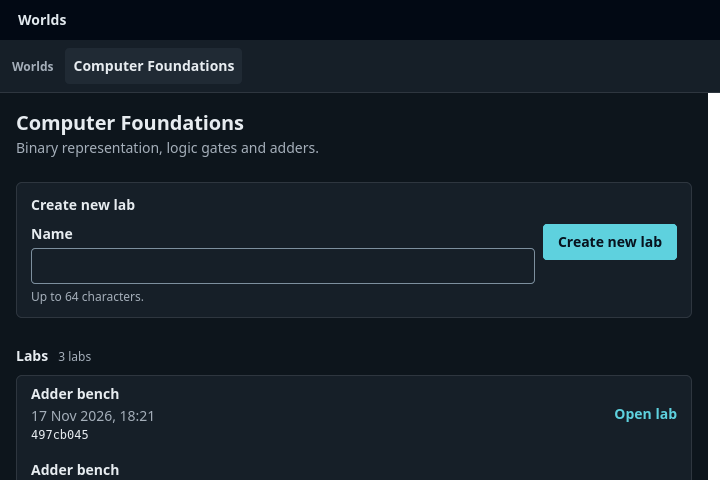 Worlds
Worlds Computer Foundations
Computer Foundations
Binary representation, logic gates and adders.
Create new lab
Name
Create new lab
Up to 64 characters.
Labs 3 labs
Adder bench
17 Nov 2026, 18:21
Open lab
497cb045
Adder bench